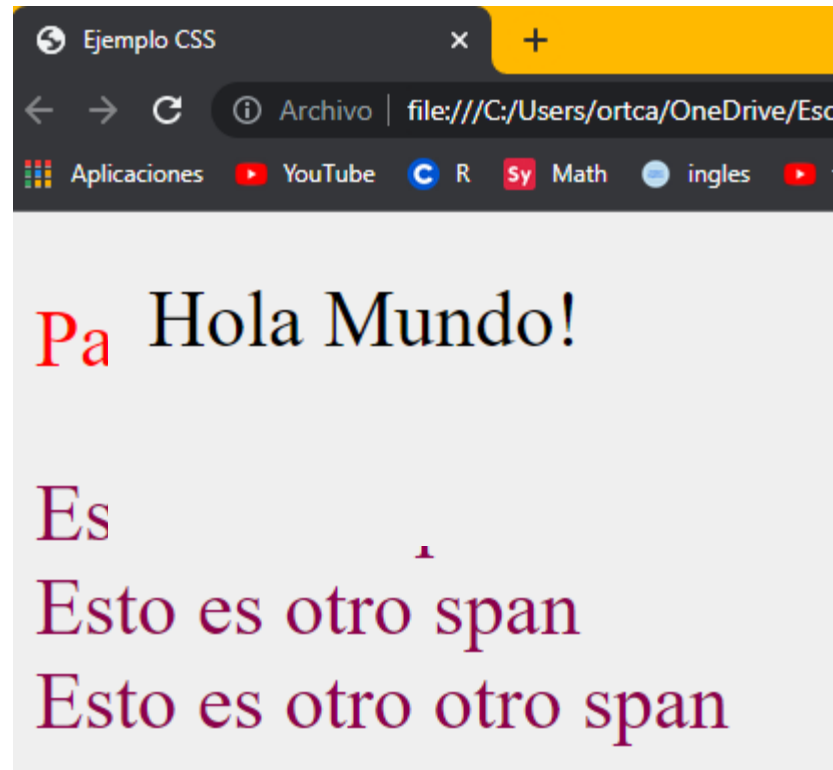 Ejemplo CSS
Archivo file:///C:/Users/ortca/OneDrive/Esc
Aplicaciones YouTube C R Sy Math ingles
Hola Mundo!
Pa
Es
Esto es otro span
Esto es otro otro span